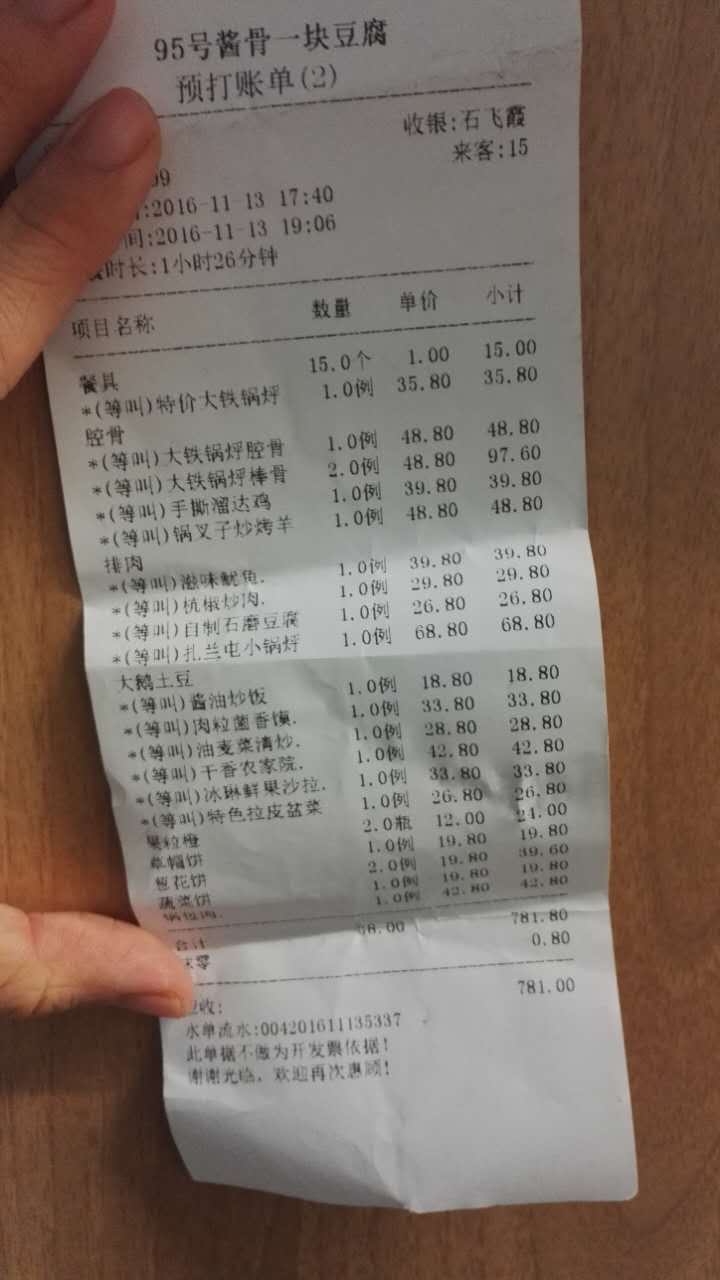 95号酱骨一块豆腐
预打账单(2)
收银:石飞霞
来客:15
99
:2016-11-13 17:40
间:2016-11-13 19:06
时长:1小时26分钟
项目名称 数量 单价 小计
餐具 15.0个 1.00 15.00
*(等叫)特价大铁锅烀 1.0例 35.80 35.80
腔骨
*(等叫)大铁锅烀腔骨 1.0例 48.80 48.80
*(等叫)大铁锅烀棒骨 2.0例 48.80 97.60
*(等叫)手撕溜达鸡 1.0例 39.80 39.80
*(等叫)锅叉子炒烤羊 1.0例 48.80 48.80
排肉
*(等叫)滋味鱿鱼. 1.0例 39.80 39.80
*(等叫)杭椒炒肉. 1.0例 29.80 29.80
*(等叫)自制石磨豆腐 1.0例 26.80 26.80
*(等叫)扎兰屯小锅烀 1.0例 68.80 68.80
大鹅土豆
*(等叫)酱油炒饭 1.0例 18.80 18.80
*(等叫)肉粒菌香馍. 1.0例 33.80 33.80
*(等叫)油麦菜清炒. 1.0例 28.80 28.80
*(等叫)干香农家院. 1.0例 42.80 42.80
*(等叫)冰琳鲜果沙拉. 1.0例 33.80 33.80
*(等叫)特色拉皮盆菜 1.0例 26.80 26.80
果粒橙 2.0瓶 12.00 24.00
草帽饼 1.0例 19.80 19.80
葱花饼 2.0例 19.80 39.60
蔬菜饼 1.0例 19.80 19.80
锅包肉. 1.0例 42.80 42.80
合计 8.00 781.80
零 0.80
收: 781.00
水单流水:004201611135337
此单据不做为开发票依据!
谢谢光临，欢迎再次惠顾!